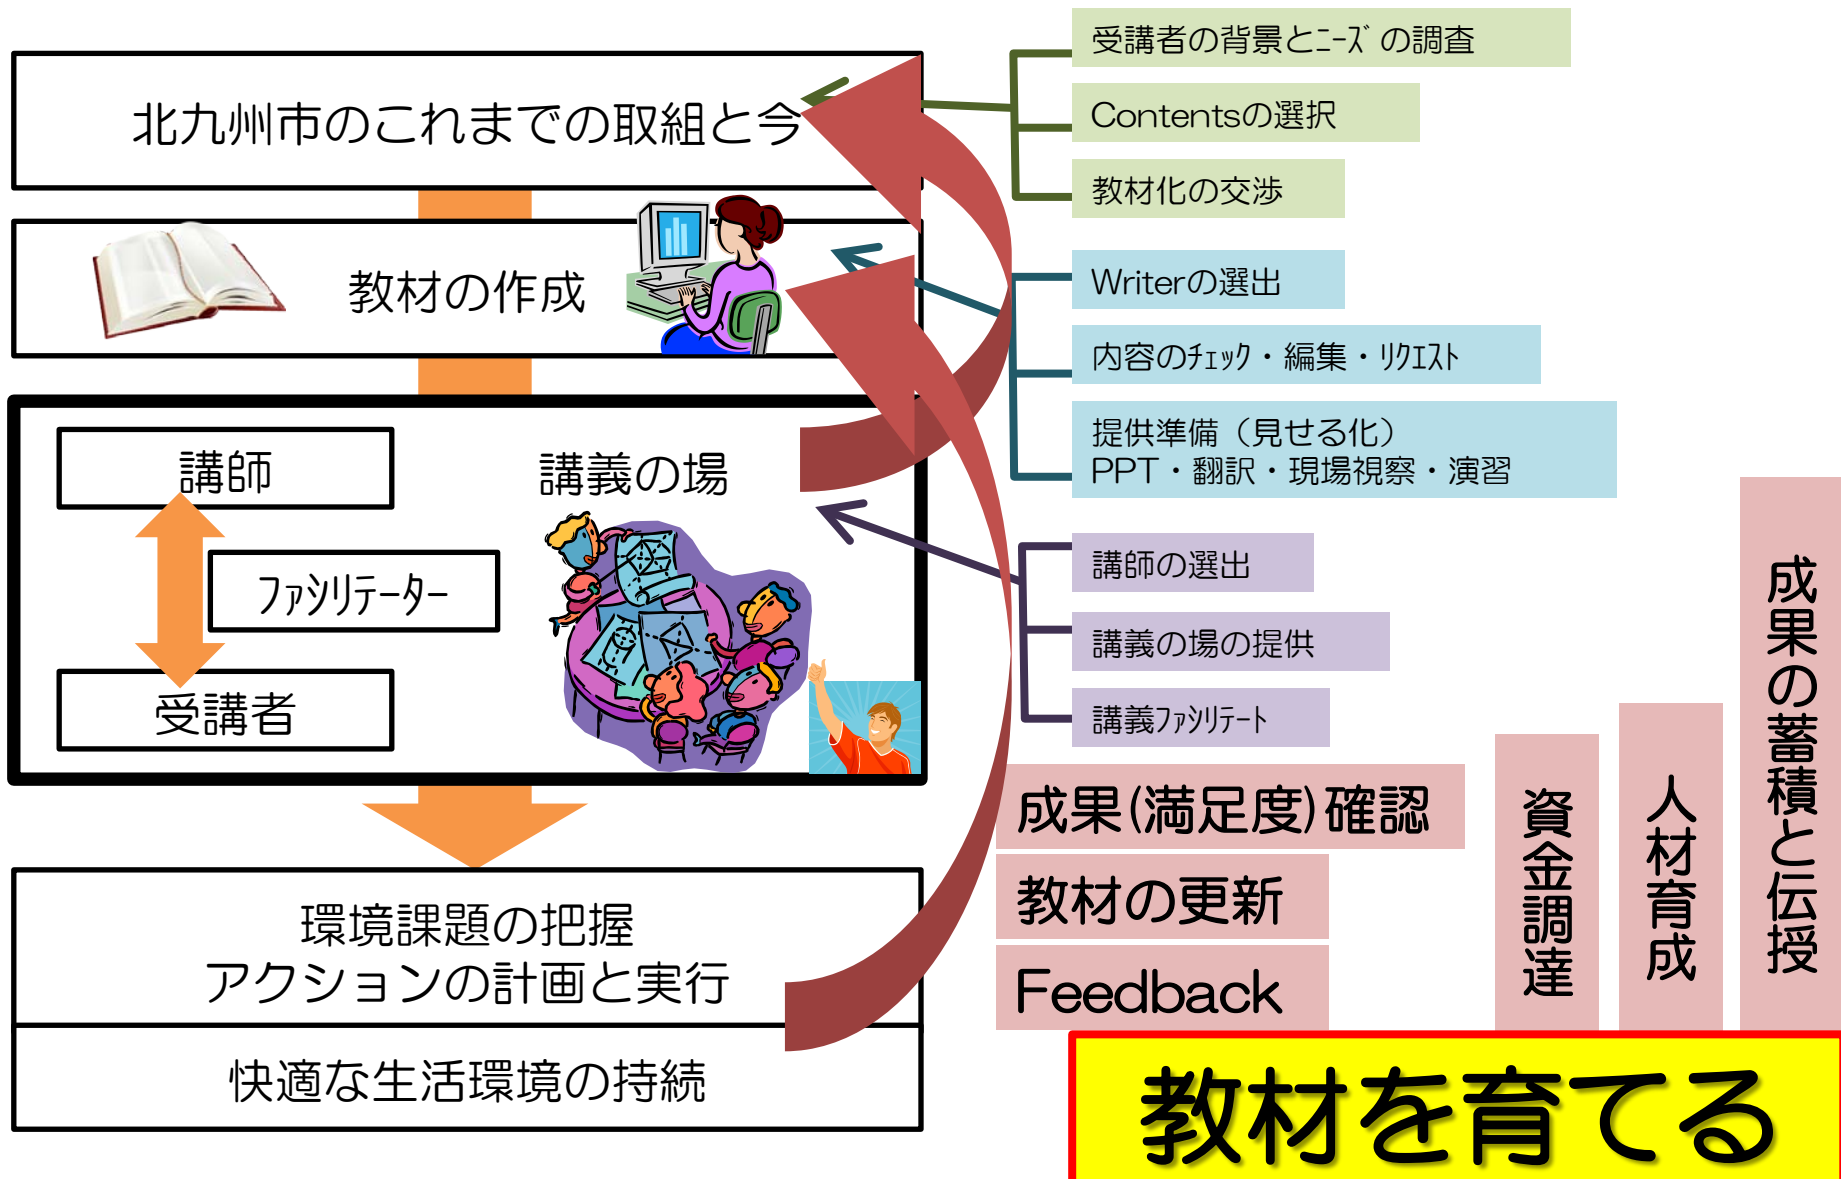 北九州市のこれまでの取組と今
教材の作成
講師
講義の場
ﾌｧｼﾘﾃｰﾀｰ
受講者
環境課題の把握
アクションの計画と実行
快適な生活環境の持続
受講者の背景とﾆｰｽﾞの調査
Contentsの選択
教材化の交渉
Writerの選出
内容のﾁｪｯｸ・編集・ﾘｸｴｽﾄ
提供準備（見せる化）
PPT・翻訳・現場視察・演習
講師の選出
講義の場の提供
講義ﾌｧｼﾘﾃｰﾄ
成果(満足度)確認
教材の更新
Feedback
資金調達
人材育成
成果の蓄積と伝授
教材を育てる